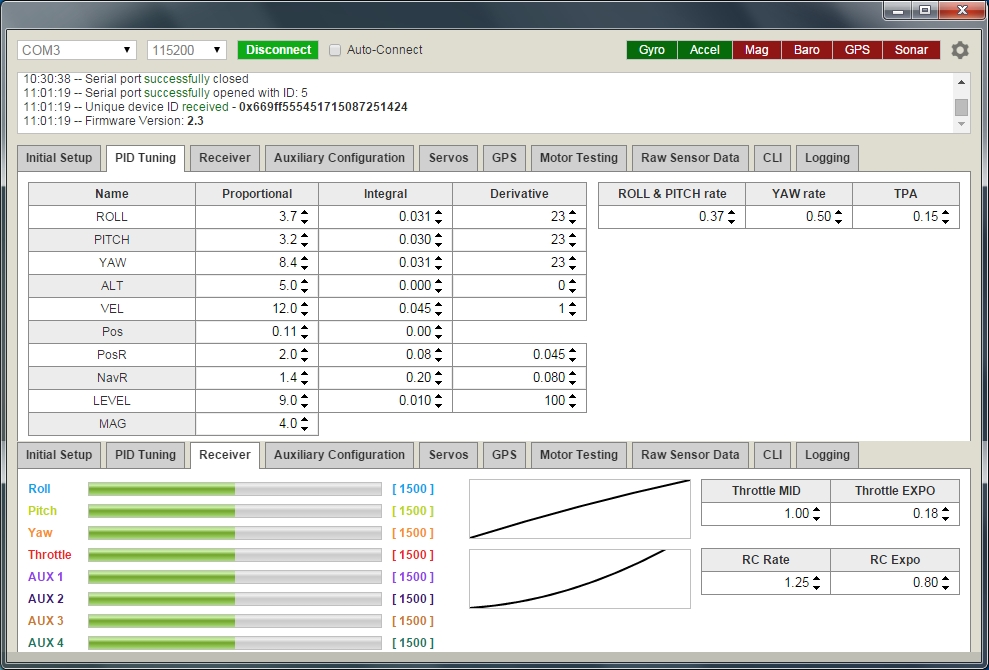 COM3 115200 Disconnect Auto-Connect Gyro Accel Mag Baro GPS Sonar
10:30:38 -- Serial port successfully closed
11:01:19 -- Serial port successfully opened with ID: 5
11:01:19 -- Unique device ID received - 0x669ff555451715087251424
11:01:19 -- Firmware Version: 2.3
Initial Setup PID Tuning Receiver Auxiliary Configuration Servos GPS Motor Testing Raw Sensor Data CLI Logging
Name Proportional Integral Derivative ROLL & PITCH rate YAW rate TPA
ROLL 3.7 0.031 23 0.37 0.50 0.15
PITCH 3.2 0.030 23
YAW 8.4 0.031 23
ALT 5.0 0.000 0
VEL 12.0 0.045 1
Pos 0.11 0.00
PosR 2.0 0.08 0.045
NavR 1.4 0.20 0.080
LEVEL 9.0 0.010 100
MAG 4.0
Initial Setup PID Tuning Receiver Auxiliary Configuration Servos GPS Motor Testing Raw Sensor Data CLI Logging
Roll [ 1500 ] Throttle MID Throttle EXPO
Pitch [ 1500 ] 1.00 0.18
Yaw [ 1500 ]
Throttle [ 1500 ] RC Rate RC Expo
AUX 1 [ 1500 ] 1.25 0.80
AUX 2 [ 1500 ]
AUX 3 [ 1500 ]
AUX 4 [ 1500 ]